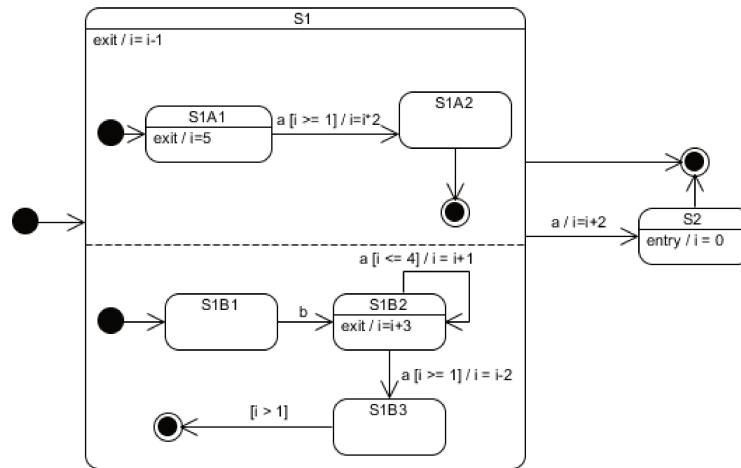 S1
exit / i= i-1
S1A1
exit / i=5
a [i >= 1] / i=i*2
S1A2
a / i=i+2
S2
entry / i = 0
a [i <= 4] / i = i+1
S1B1
b
S1B2
exit / i=i+3
a [i >= 1] / i = i-2
[i > 1]
S1B3